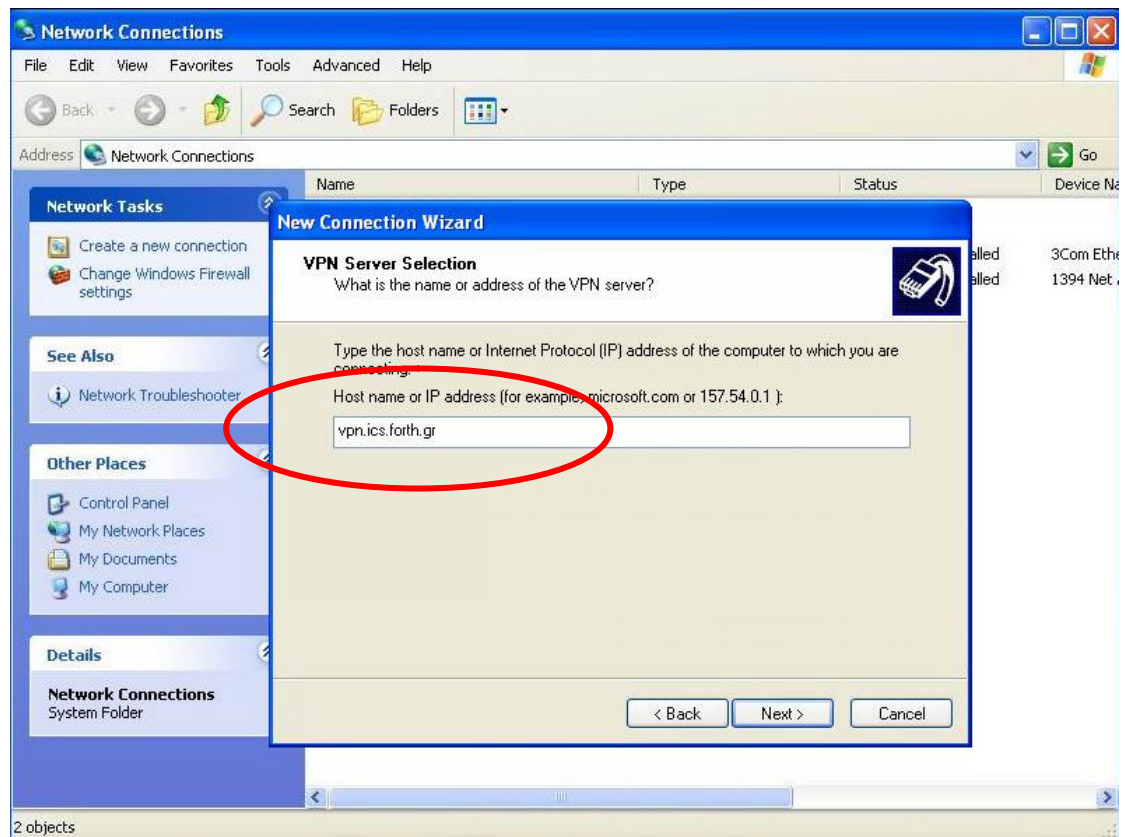 Network Connections
File Edit View Favorites Tools Advanced Help
Back Search Folders
Address Network Connections Go
Name Type Status Device Na
Network Tasks
Create a new connection
Change Windows Firewall
settings
See Also
Network Troubleshooter
Other Places
Control Panel
My Network Places
My Documents
My Computer
Details
Network Connections
System Folder
New Connection Wizard
VPN Server Selection
What is the name or address of the VPN server?
Type the host name or Internet Protocol (IP) address of the computer to which you are
connecting.
Host name or IP address (for example, microsoft.com or 157.54.0.1 ):
vpn.ics.forth.gr
< Back Next > Cancel
alled 3Com Ethe
alled 1394 Net
2 objects